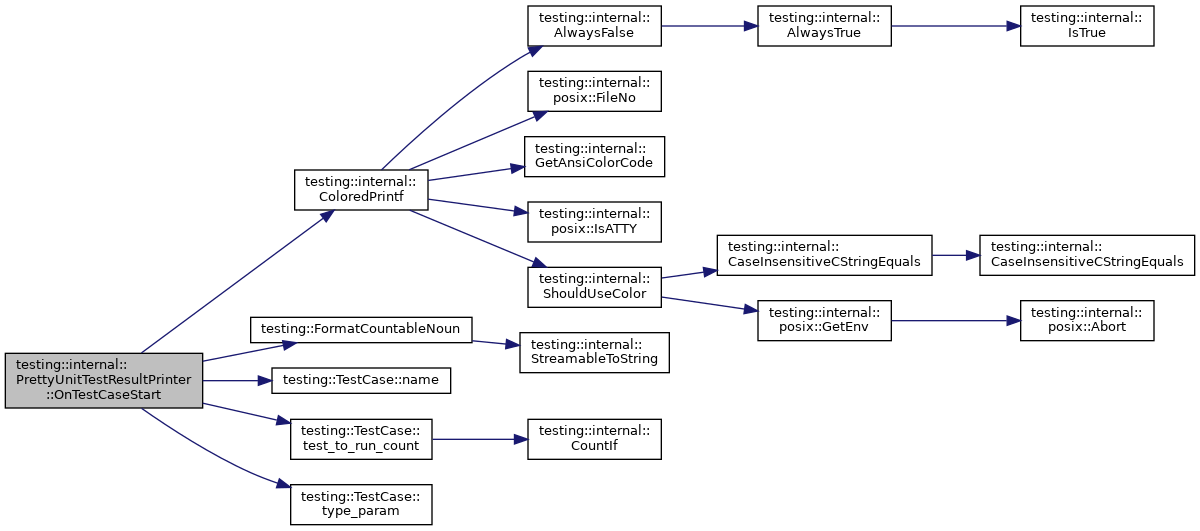 testing::internal::
AlwaysFalse
testing::internal::
AlwaysTrue
testing::internal::
IsTrue
testing::internal::
posix::FileNo
testing::internal::
GetAnsiColorCode
testing::internal::
ColoredPrintf
testing::internal::
posix::IsATTY
testing::internal::
ShouldUseColor
testing::internal::
CaseInsensitiveCStringEquals
testing::internal::
CaseInsensitiveCStringEquals
testing::internal::
posix::GetEnv
testing::internal::
posix::Abort
testing::FormatCountableNoun
testing::internal::
StreamableToString
testing::internal::
PrettyUnitTestResultPrinter
::OnTestCaseStart
testing::TestCase::name
testing::TestCase::
test_to_run_count
testing::internal::
CountIf
testing::TestCase::
type_param